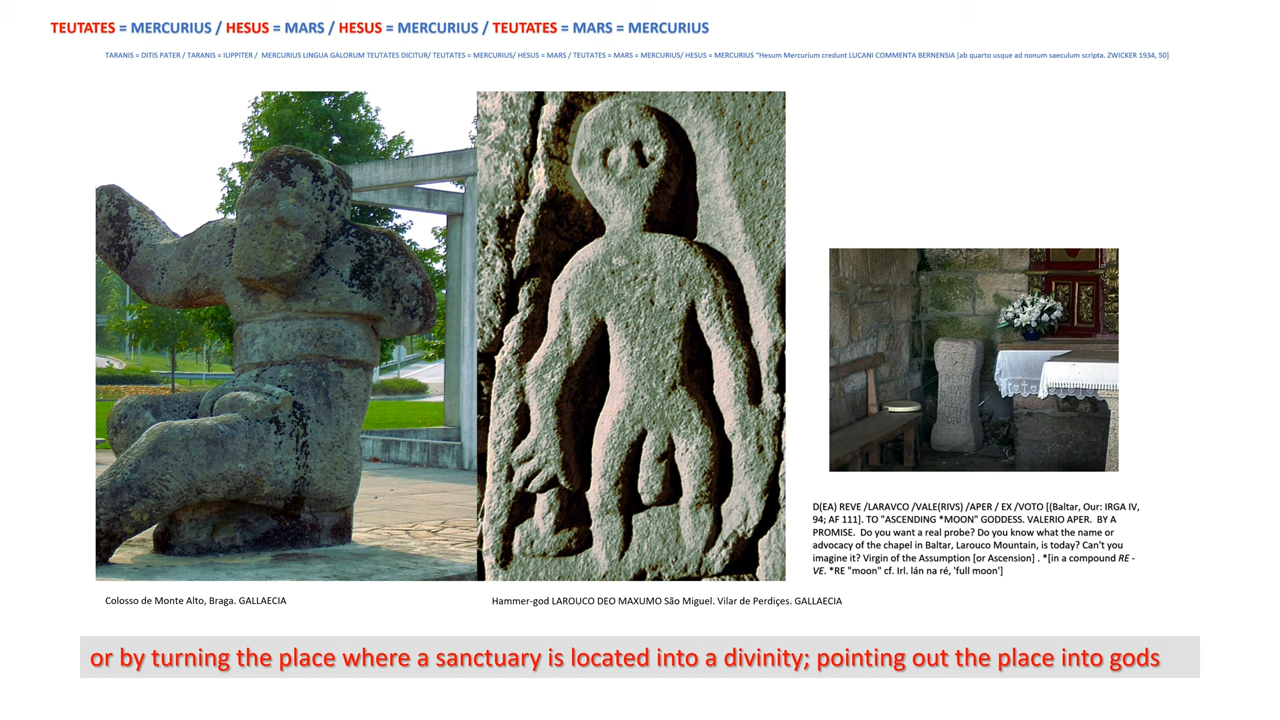 TEUTATES = MERCURIUS / HESUS = MARS / HESUS = MERCURIUS / TEUTATES = MARS = MERCURIUS
TARANIS = DITIS PATER / TARANIS = IUPPITER / MERCURIUS LINGUA GALORUM TEUTATES DICITUR/ TEUTATES = MERCURIUS/ HESUS = MARS / TEUTATES = MARS = MERCURIUS/ HESUS = MERCURIUS "Hesum Mercurium credunt LUCANI COMMENTA BERNENSIA [ab quarto usque ad nonum saeculum scripta. ZWICKER 1934, 50]
D(EA) REVE /LARAVCO /VALE(RIVS) /APER / EX /VOTO [(Baltar, Our: IRGA IV,
94; AF 111]. TO "ASCENDING *MOON" GODDESS. VALERIO APER. BY A
PROMISE. Do you want a real probe? Do you know what the name or
advocacy of the chapel in Baltar, Larouco Mountain, is today? Can't you
imagine it? Virgin of the Assumption [or Ascension] . *[in a compound RE -
VE. *RE "moon" cf. Irl. lán na ré, 'full moon']
Colosso de Monte Alto, Braga. GALLAECIA
Hammer-god LAROUCO DEO MAXUMO São Miguel. Vilar de Perdiçes. GALLAECIA
or by turning the place where a sanctuary is located into a divinity; pointing out the place into gods